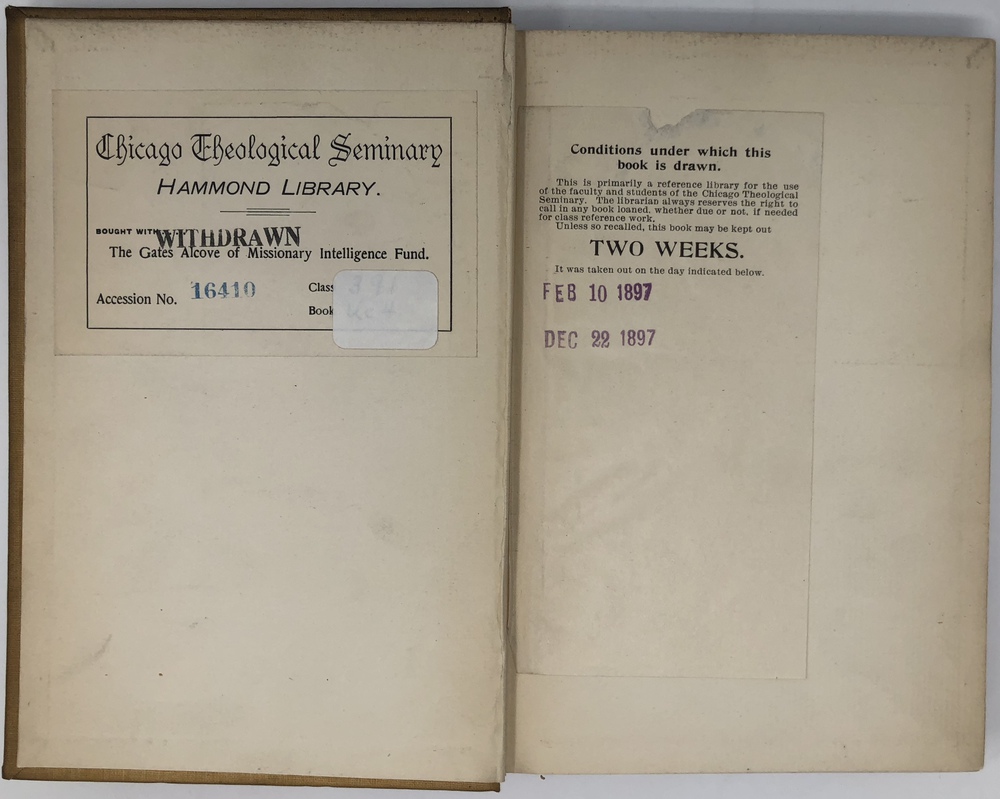 Chicago Theological Seminary
HAMMOND LIBRARY.
BOUGHT WITH
WITHDRAWN
The Gates Alcove of Missionary Intelligence Fund.
Accession No. 16410
Class
Book
Conditions under which this
book is drawn.
This is primarily a reference library for the use
of the faculty and students of the Chicago Theological
Seminary. The librarian always reserves the right to
call in any book loaned, whether due or not, if needed
for class reference work.
Unless so recalled, this book may be kept out
TWO WEEKS.
It was taken out on the day indicated below.
FEB 10 1897
DEC 22 1897